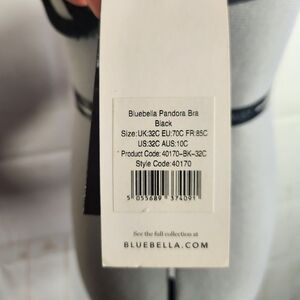 Bluebella Pandora Bra
Black
Size:UK:32C EU:70C FR:85C
US:32C AUS:10C
Product Code: 40170-BK-32C
Style Code:40170
5 055689 374091
See the full collection at
BLUEBELLA.COM